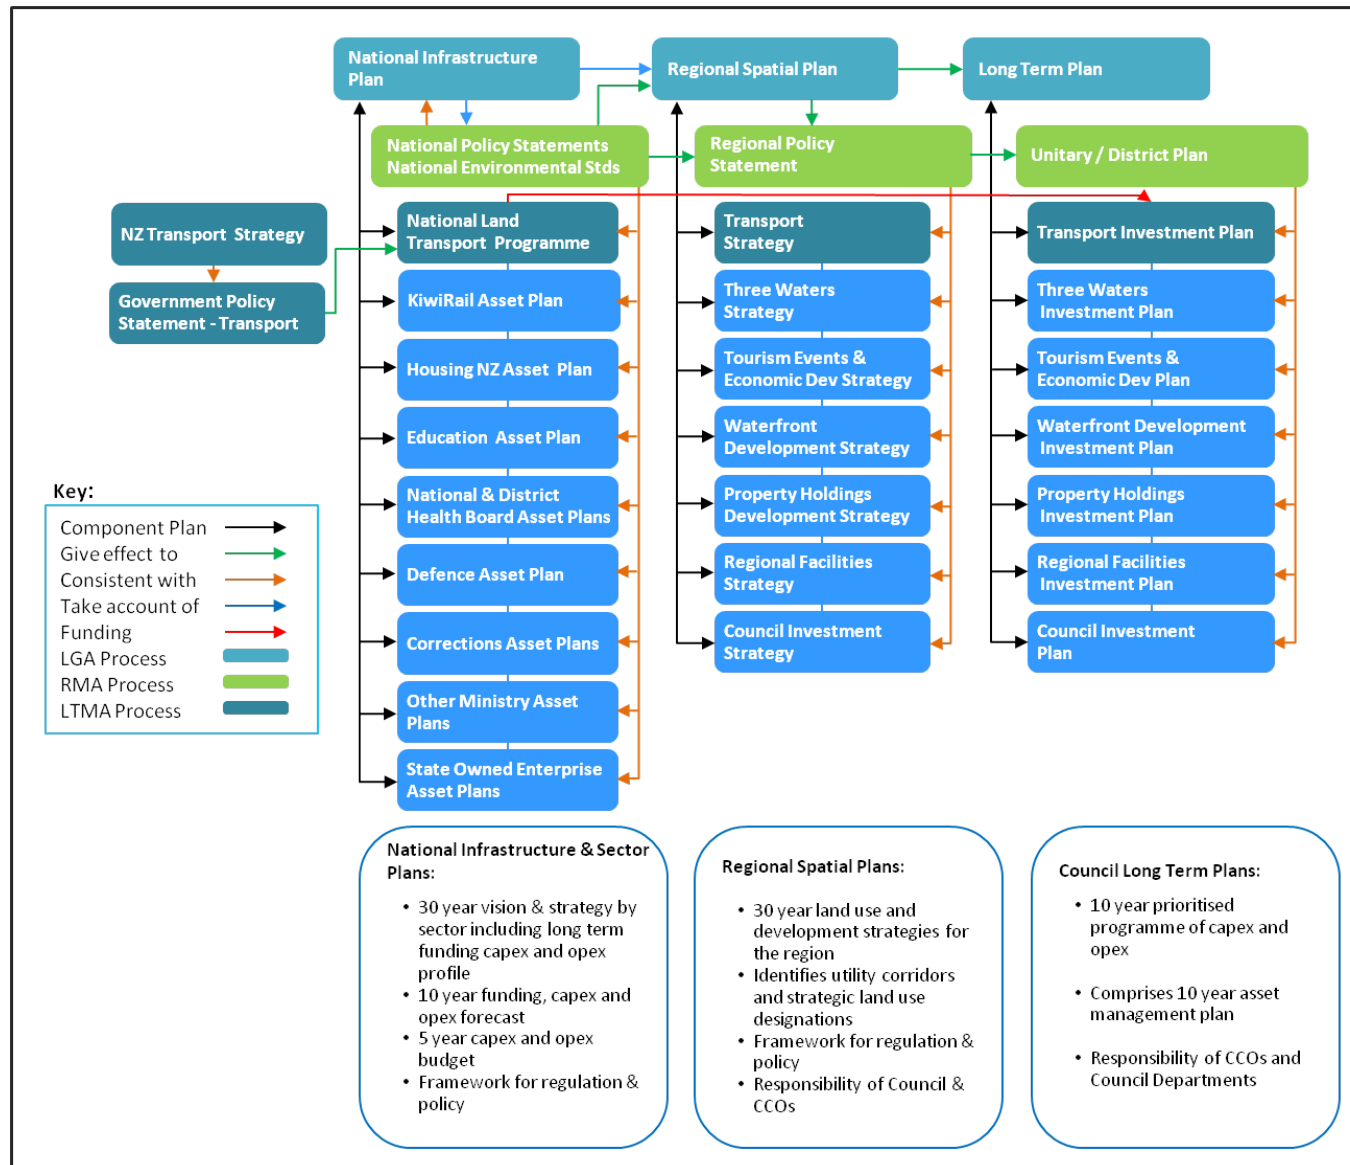 National Infrastructure
Plan
Regional Spatial Plan
Long Term Plan
National Policy Statements
National Environmental Stds
Regional Policy
Statement
Unitary / District Plan
NZ Transport Strategy
Government Policy
Statement - Transport
National Land
Transport Programme
KiwiRail Asset Plan
Housing NZ Asset Plan
Education Asset Plan
National & District
Health Board Asset Plans
Defence Asset Plan
Corrections Asset Plans
Other Ministry Asset
Plans
State Owned Enterprise
Asset Plans
Transport
Strategy
Three Waters
Strategy
Tourism Events &
Economic Dev Strategy
Waterfront
Development Strategy
Property Holdings
Development Strategy
Regional Facilities
Strategy
Council Investment
Strategy
Transport Investment Plan
Three Waters
Investment Plan
Tourism Events &
Economic Dev Plan
Waterfront Development
Investment Plan
Property Holdings
Investment Plan
Regional Facilities
Investment Plan
Council Investment
Plan
Key:
Component Plan
Give effect to
Consistent with
Take account of
Funding
LGA Process
RMA Process
LTMA Process
National Infrastructure & Sector
Plans:
• 30 year vision & strategy by
sector including long term
funding capex and opex
profile
• 10 year funding, capex and
opex forecast
• 5 year capex and opex
budget
• Framework for regulation &
policy
Regional Spatial Plans:
• 30 year land use and
development strategies for
the region
• Identifies utility corridors
and strategic land use
designations
• Framework for regulation &
policy
• Responsibility of Council &
CCOs
Council Long Term Plans:
• 10 year prioritised
programme of capex and
opex
• Comprises 10 year asset
management plan
• Responsibility of CCOs and
Council Departments